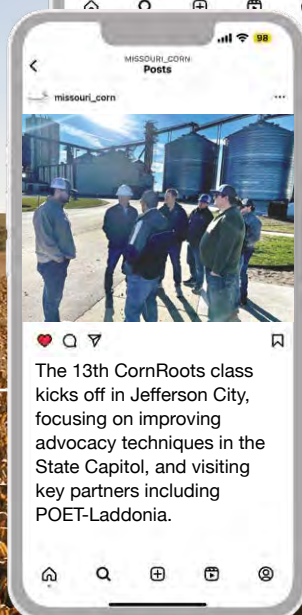 98
MISSOURI_CORN
Posts
missouri_corn
The 13th CornRoots class
kicks off in Jefferson City,
focusing on improving
advocacy techniques in the
State Capitol, and visiting
key partners including
POET-Laddonia.